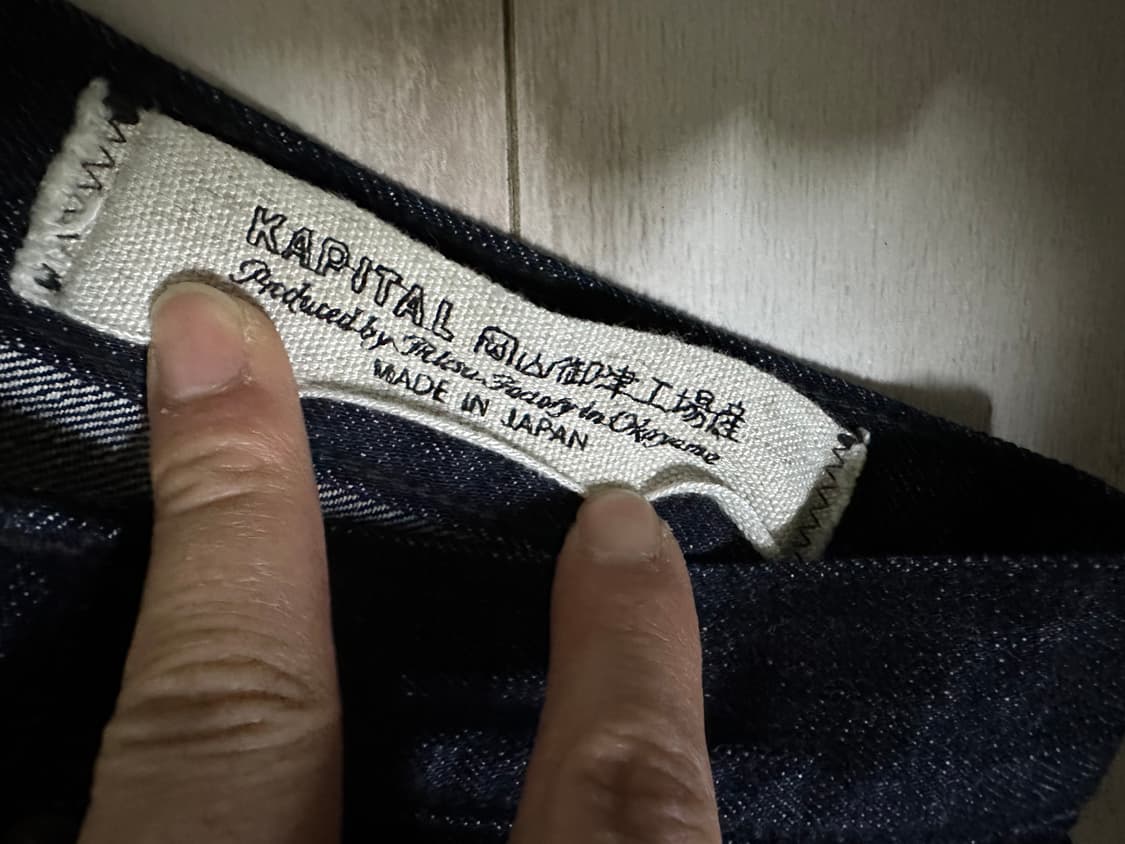 KAPITAL 岡山御津工場産
Produced by Mitsu Factory in Okayama
MADE IN JAPAN